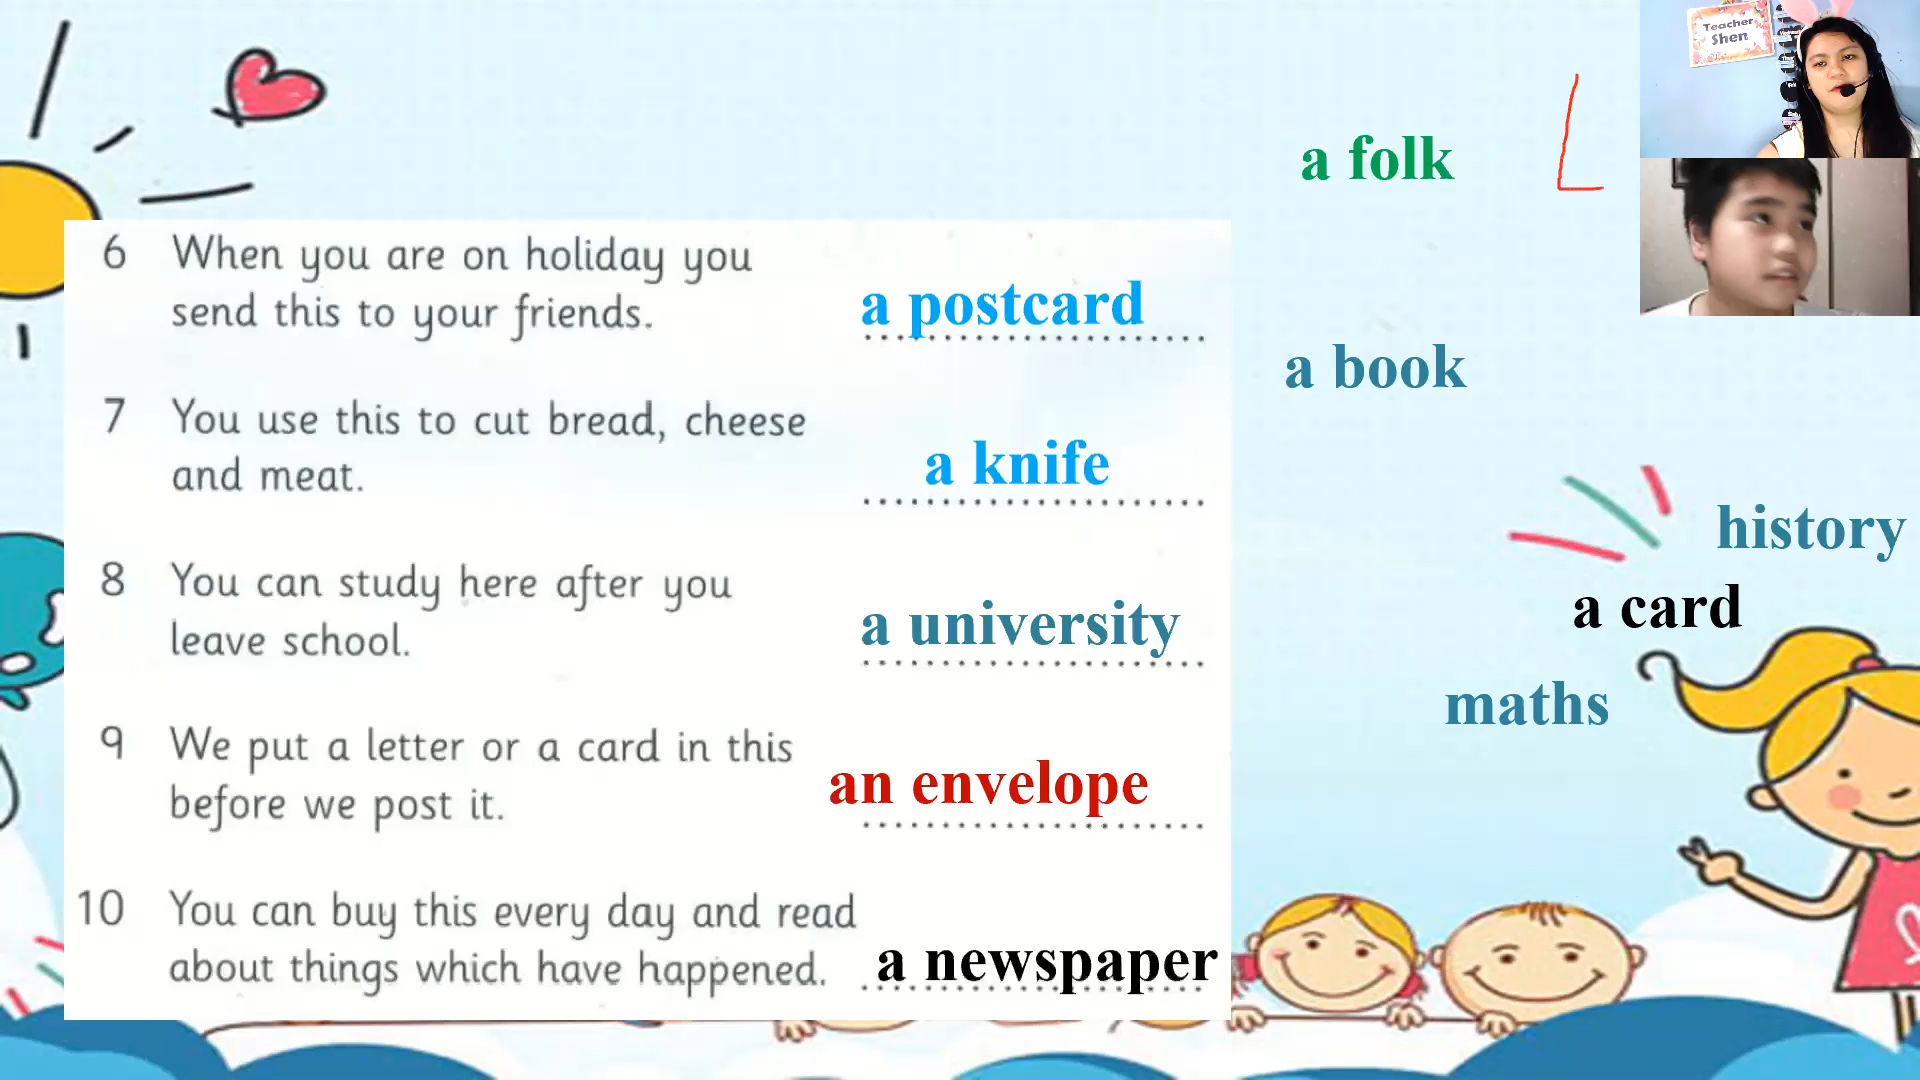 Teacher
Shen
a folk
L
6 When you are on holiday you
send this to your friends.
a postcard
a book
7 You use this to cut bread, cheese
and meat.
a knife
history
8 You can study here after you
leave school.
a university
a card
maths
9 We put a letter or a card in this
before we post it.
an envelope
10 You can buy this every day and read
about things which have happened.
a newspaper